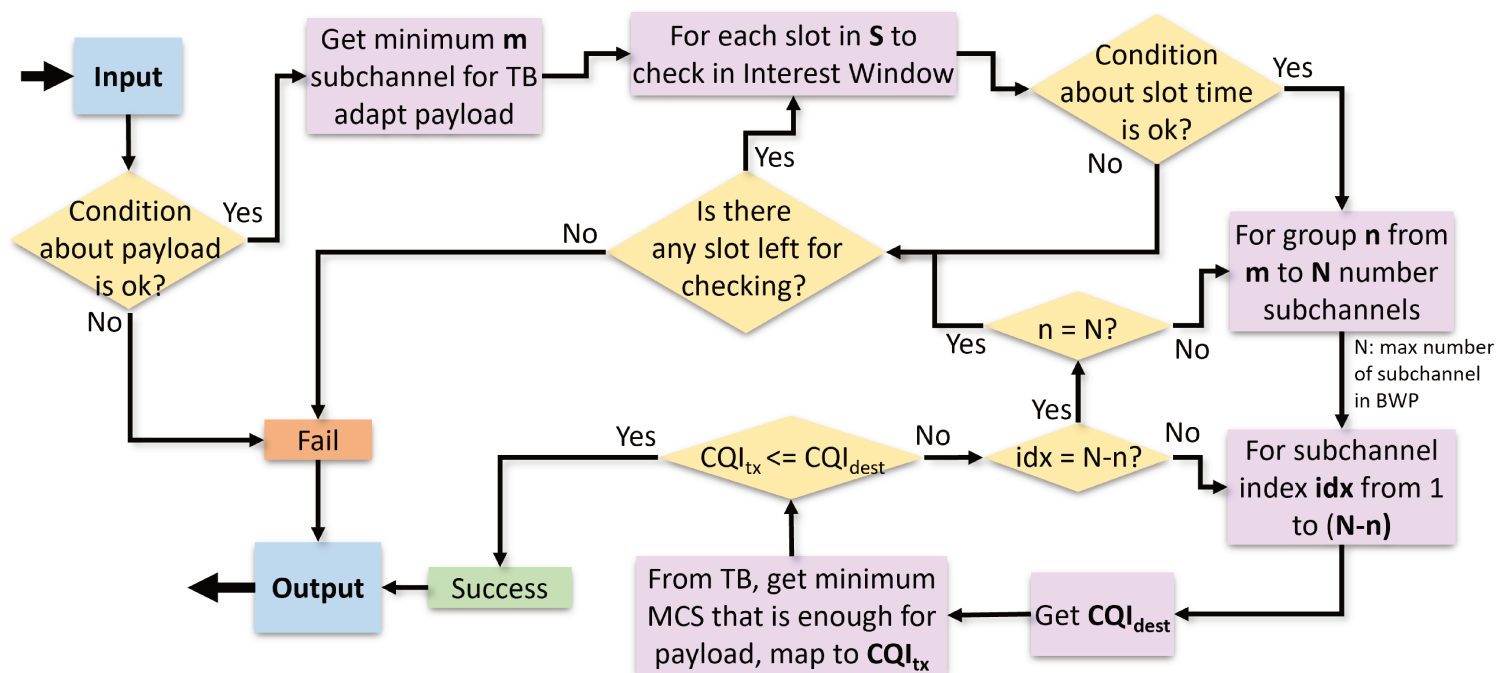 Input
Get minimum m
subchannel for TB
adapt payload
For each slot in S to
check in Interest Window
Condition
about slot time
is ok?
Yes
No
Condition
about payload
is ok?
Yes
No
Is there
any slot left for
checking?
Yes
No
For group n from
m to N number
subchannels
n = N?
Yes
No
N: max number
of subchannel
in BWP
Fail
CQItx <= CQIdest
Yes
No
idx = N-n?
Yes
No
For subchannel
index idx from 1
to (N-n)
Output
Success
From TB, get minimum
MCS that is enough for
payload, map to CQItx
Get CQIdest